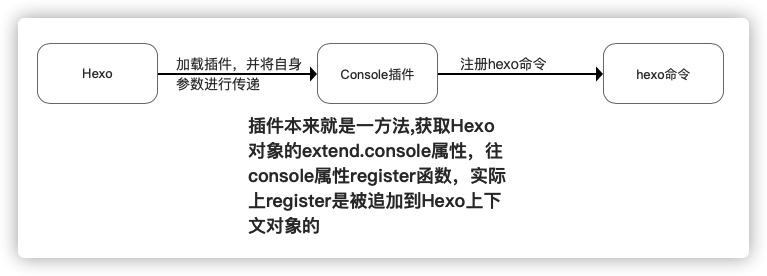 Hexo
加载插件，并将自身
参数进行传递
Console插件
注册hexo命令
hexo命令
插件本来就是一方法,获取Hexo
对象的extend.console属性，往
console属性register函数，实际
上register是被追加到Hexo上下
文对象的